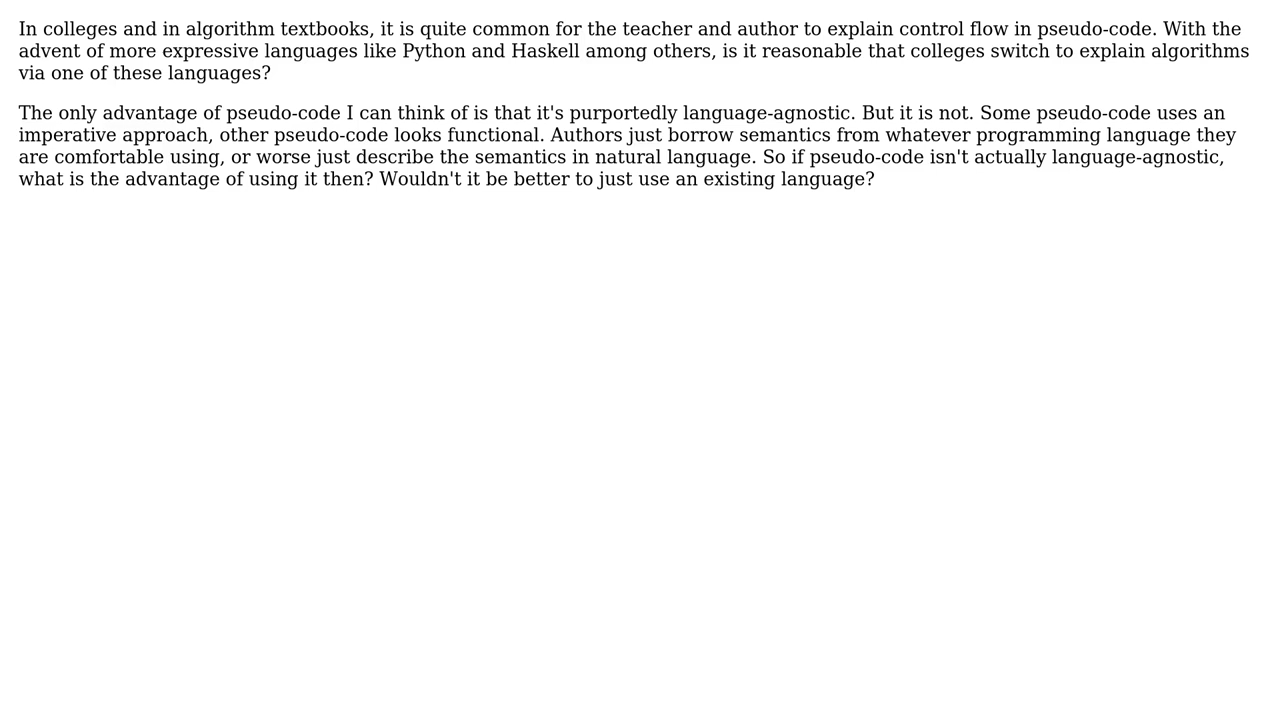 In colleges and in algorithm textbooks, it is quite common for the teacher and author to explain control flow in pseudo-code. With the
advent of more expressive languages like Python and Haskell among others, is it reasonable that colleges switch to explain algorithms
via one of these languages?
The only advantage of pseudo-code I can think of is that it's purportedly language-agnostic. But it is not. Some pseudo-code uses an
imperative approach, other pseudo-code looks functional. Authors just borrow semantics from whatever programming language they
are comfortable using, or worse just describe the semantics in natural language. So if pseudo-code isn't actually language-agnostic,
what is the advantage of using it then? Wouldn't it be better to just use an existing language?